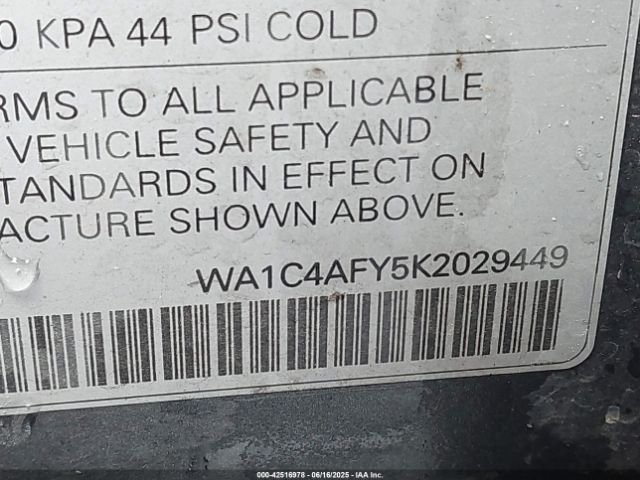 0 KPA 44 PSI COLD
RMS TO ALL APPLICABLE
VEHICLE SAFETY AND
TANDARDS IN EFFECT ON
ACTURE SHOWN ABOVE.
WA1C4AFY5K2029449
000-42516978 - 06/16/2025 - IAA Inc.